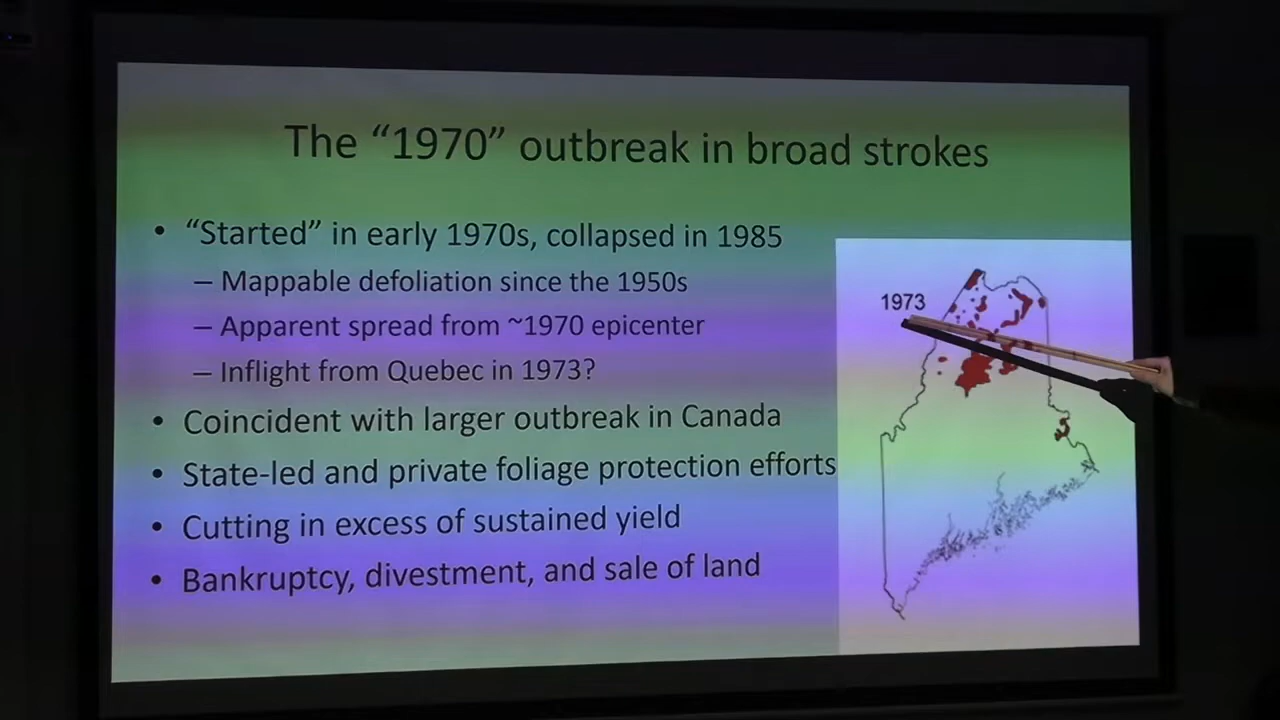 The “1970” outbreak in broad strokes
• “Started” in early 1970s, collapsed in 1985
– Mappable defoliation since the 1950s
– Apparent spread from ~1970 epicenter
– Inflight from Quebec in 1973?
• Coincident with larger outbreak in Canada
• State-led and private foliage protection efforts
• Cutting in excess of sustained yield
• Bankruptcy, divestment, and sale of land
1973